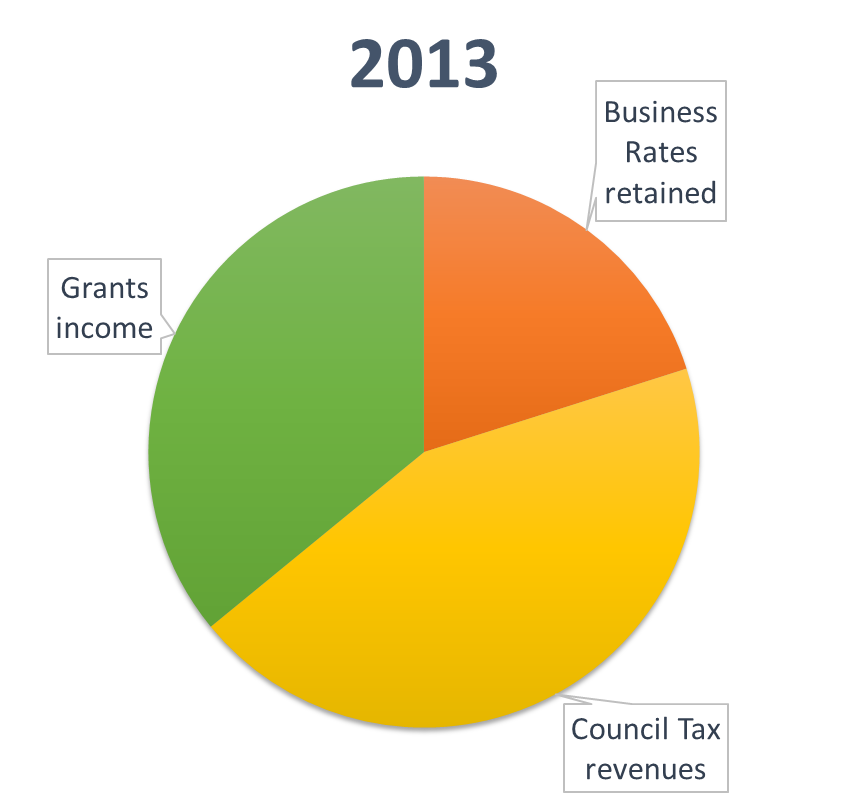 2013
Business
Rates
retained
Grants
income
Council Tax
revenues